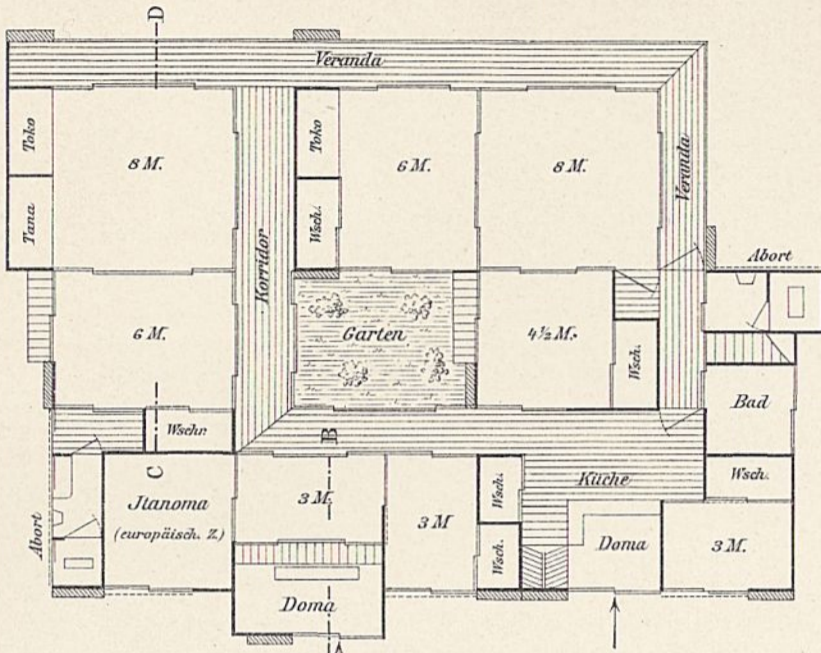 D
Veranda
Toko
8 M.
Toko
6 M.
8 M.
Veranda
Tana
Wsch.
Korridor
Abort
6 M.
Garten
4½ M.
Wsch.
Bad
Wschr.
C
B
Wsch.
Küche
Wsch.
Abort
Jtanoma
(europäisch. Z.)
3 M.
3 M
Wsch.
Doma
3 M.
Doma